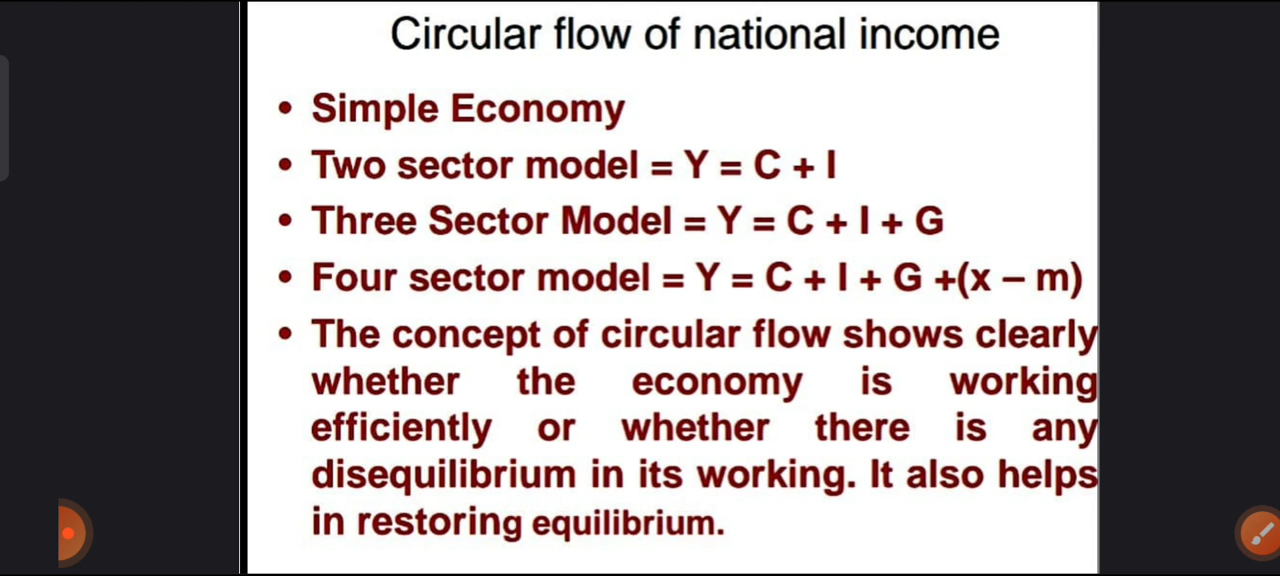 Circular flow of national income
• Simple Economy
• Two sector model = Y = C + I
• Three Sector Model = Y = C + I + G
• Four sector model = Y = C + I + G +(x – m)
• The concept of circular flow shows clearly
whether the economy is working
efficiently or whether there is any
disequilibrium in its working. It also helps
in restoring equilibrium.